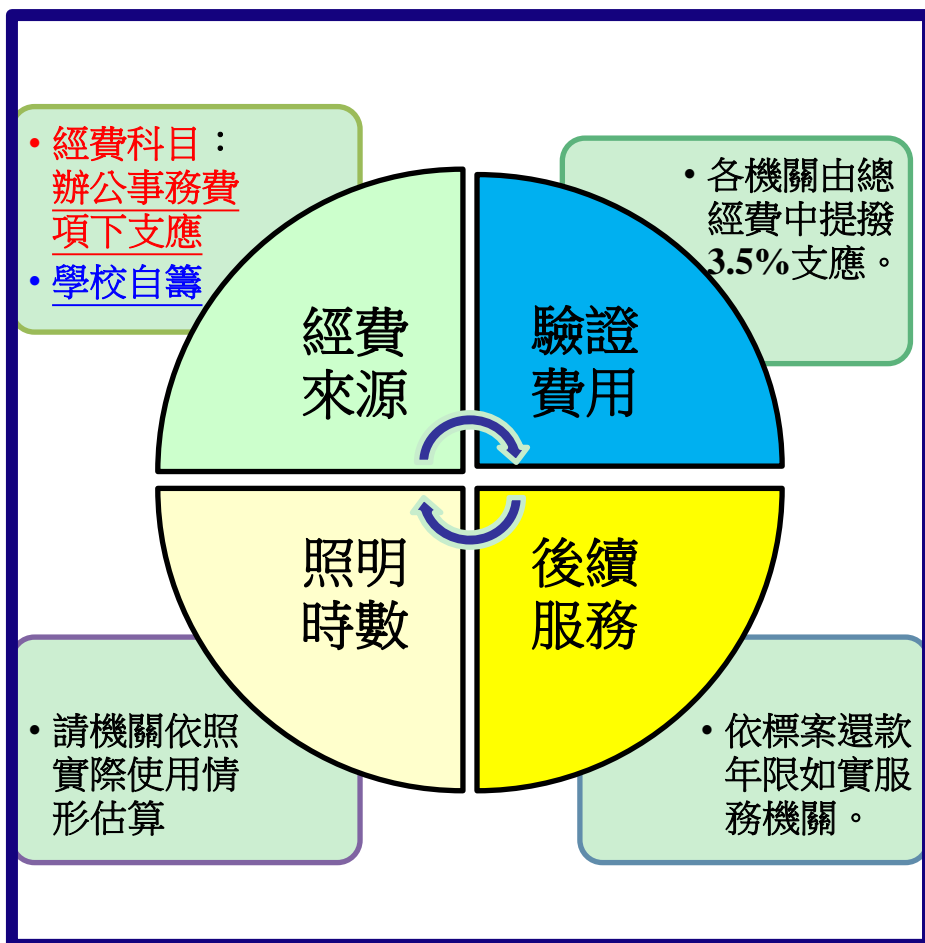 • 經費科目：
辦公事務費
項下支應
• 學校自籌
• 各機關由總
經費中提撥
3.5%支應。
經費
來源
驗證
費用
照明
時數
後續
服務
• 請機關依照
實際使用情
形估算
• 依標案還款
年限如實服
務機關。